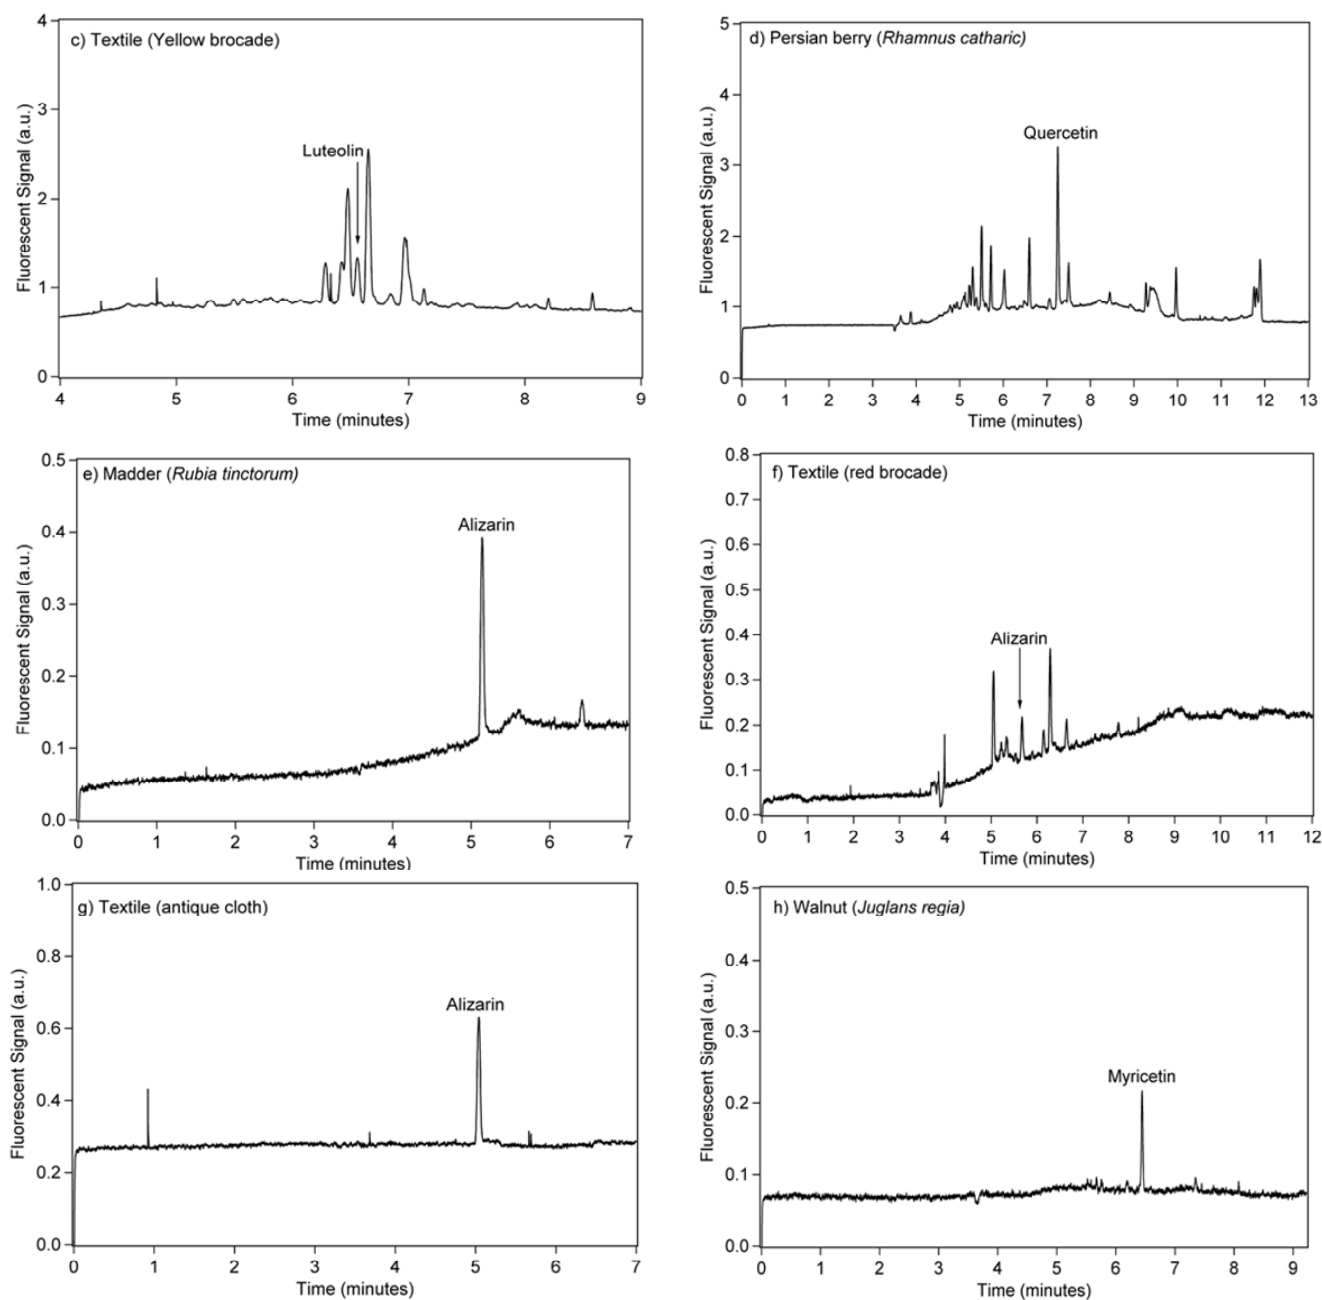 c) Textile (Yellow brocade)
Luteolin
Fluorescent Signal (a.u.)
4
3
2
1
0
4 5 6 7 8 9
Time (minutes)
d) Persian berry (Rhamnus catharic)
Quercetin
Fluorescent Signal (a.u.)
5
4
3
2
1
0
0 1 2 3 4 5 6 7 8 9 10 11 12 13
Time (minutes)
e) Madder (Rubia tinctorum)
Alizarin
Fluorescent Signal (a.u.)
0.5
0.4
0.3
0.2
0.1
0.0
0 1 2 3 4 5 6 7
Time (minutes)
f) Textile (red brocade)
Alizarin
Fluorescent Signal (a.u.)
0.8
0.7
0.6
0.5
0.4
0.3
0.2
0.1
0.0
0 1 2 3 4 5 6 7 8 9 10 11 12
Time (minutes)
g) Textile (antique cloth)
Alizarin
Fluorescent Signal (a.u.)
1.0
0.8
0.6
0.4
0.2
0.0
0 1 2 3 4 5 6 7
Time (minutes)
h) Walnut (Juglans regia)
Myricetin
Fluorescent Signal (a.u.)
0.5
0.4
0.3
0.2
0.1
0.0
0 1 2 3 4 5 6 7 8 9
Time (minutes)